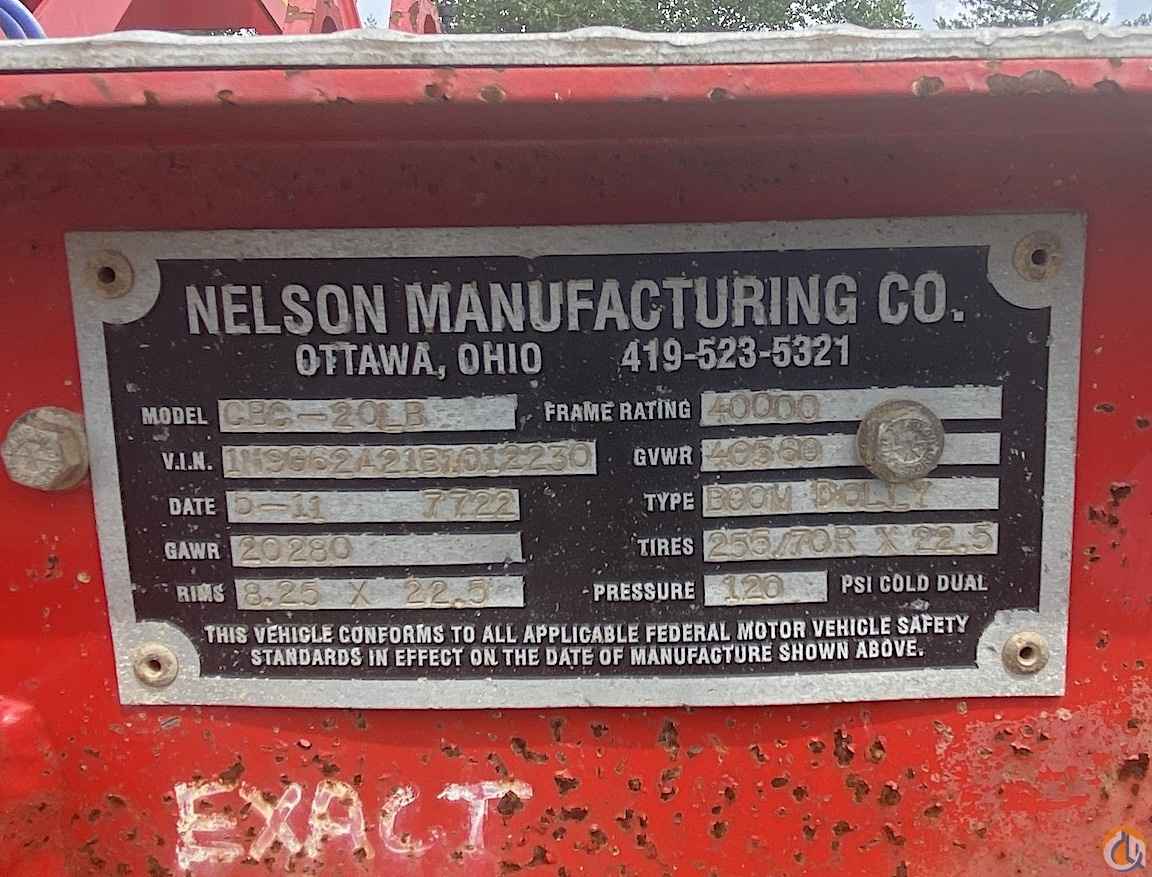 NELSON MANUFACTURING CO.
OTTAWA, OHIO 419-523-5321
MODEL CBC-20LB FRAME RATING 40000
V.I.N. GVWR 40560
DATE 7722 TYPE BOOM DOLLY
GAWR 20280 TIRES 255/70R X 22.5
RIMS 8.25 X 22.5 PRESSURE 120 PSI COLD DUAL
THIS VEHICLE CONFORMS TO ALL APPLICABLE FEDERAL MOTOR VEHICLE SAFETY
STANDARDS IN EFFECT ON THE DATE OF MANUFACTURE SHOWN ABOVE.
EXACT